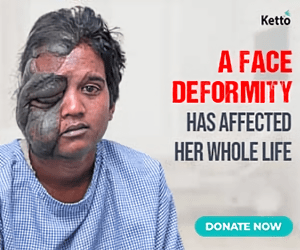 Ketto
A FACE
DEFORMITY
HAS AFFECTED
HER WHOLE LIFE
DONATE NOW